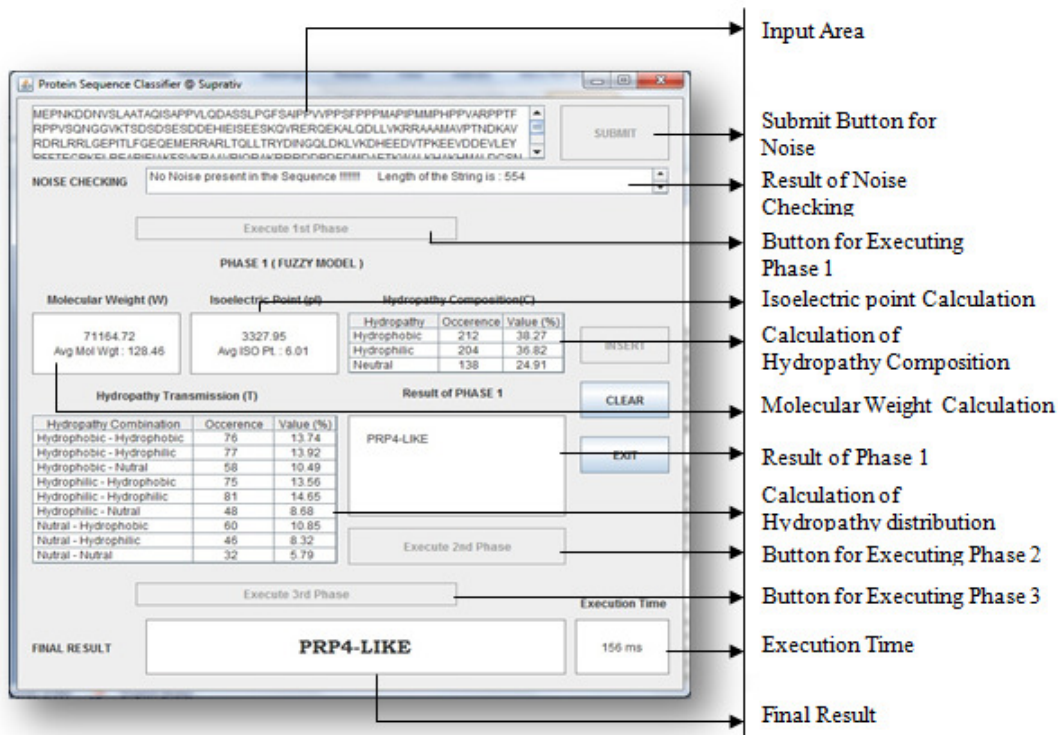 Protein Sequence Classifier @ Suprativ
MEPNKDDNVSLAATAQISAPPVLQDASSLPGFSAIPPVVPPSFPPPMAPIPMMPHPPVARPPTF
RPPVSQNGGVKTSDSDSESDDEHIEISEESKQVRERQEKALQDLLVKRRAAAMAVPTNDKAV
RDRLRRLGEPITLFGEQEMERRARLTQLLTRYDINGQLDKLVKDHEEDVTPKEEVDDEVLEY
SUBMIT
NOISE CHECKING
No Noise present in the Sequence !!!!!!! Length of the String is : 554
Execute 1st Phase
PHASE 1 ( FUZZY MODEL )
Molecular Weight (W)
71164.72
Avg Mol Wgt : 128.46
Isoelectric Point (pI)
3327.95
Avg ISO Pt. : 6.01
Hydropathy Composition(C)
Hydropathy Occerence Value (%)
Hydrophobic 212 38.27
Hydrophilic 204 36.82
Neutral 138 24.91
INSERT
CLEAR
EXIT
Hydropathy Transmission (T)
Hydropathy Combination Occerence Value (%)
Hydrophobic - Hydrophobic 76 13.74
Hydrophobic - Hydrophilic 77 13.92
Hydrophobic - Nutral 58 10.49
Hydrophilic - Hydrophobic 75 13.56
Hydrophilic - Hydrophilic 81 14.65
Hydrophilic - Nutral 48 8.68
Nutral - Hydrophobic 60 10.85
Nutral - Hydrophilic 46 8.32
Nutral - Nutral 32 5.79
Result of PHASE 1
PRP4-LIKE
Execute 2nd Phase
Execute 3rd Phase
Execution Time
FINAL RESULT
PRP4-LIKE
156 ms
Input Area
Submit Button for
Noise
Result of Noise
Checking
Button for Executing
Phase 1
Isoelectric point Calculation
Calculation of
Hydropathy Composition
Molecular Weight Calculation
Result of Phase 1
Calculation of
Hydropathy distribution
Button for Executing Phase 2
Button for Executing Phase 3
Execution Time
Final Result